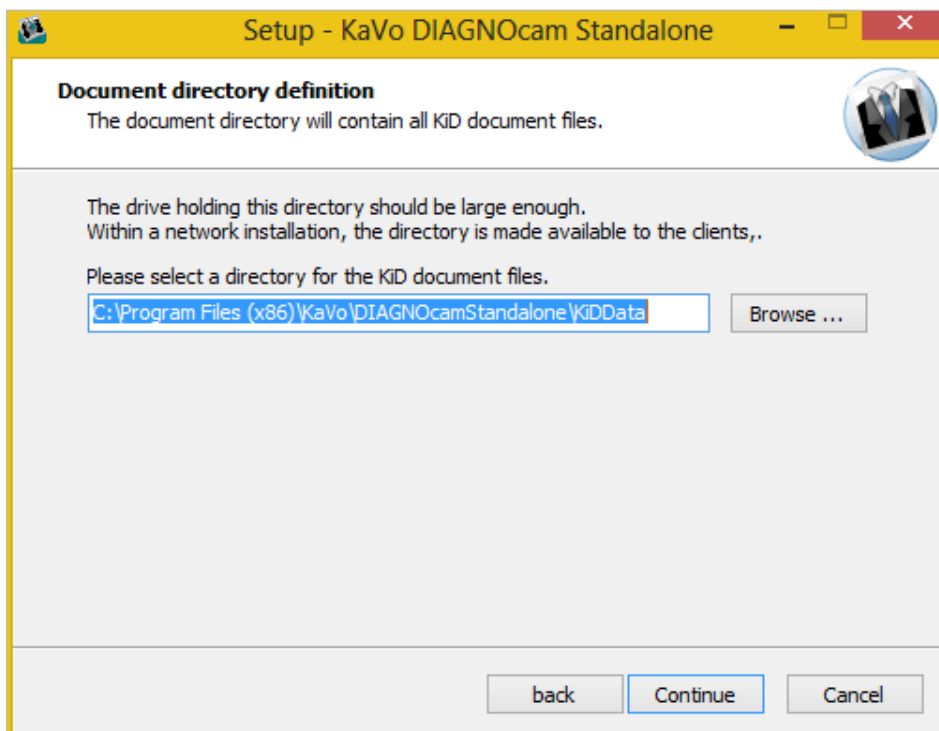 Setup - KaVo DIAGNOcam Standalone
Document directory definition
The document directory will contain all KiD document files.
The drive holding this directory should be large enough.
Within a network installation, the directory is made available to the clients,.
Please select a directory for the KiD document files.
C:\Program Files (x86)\KaVo\DIAGNOcamStandalone\KiDData
Browse ...
back
Continue
Cancel